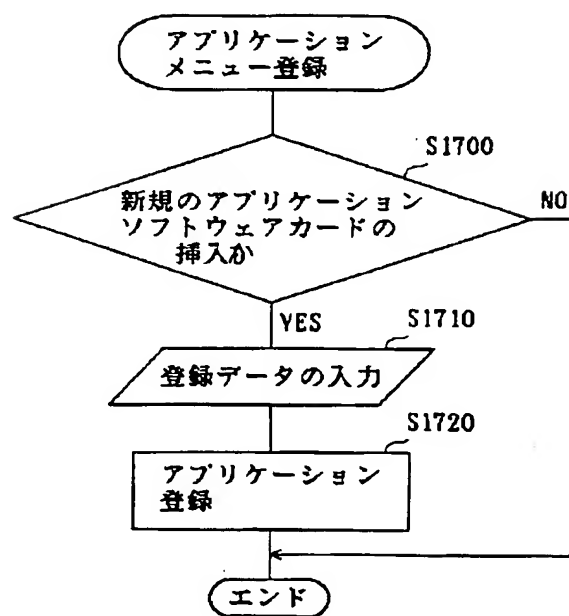 アプリケーション
メニュー登録
S1700
新規のアプリケーション
ソフトウェアカードの
挿入か
NO
YES
S1710
登録データの入力
S1720
アプリケーション
登録
エンド